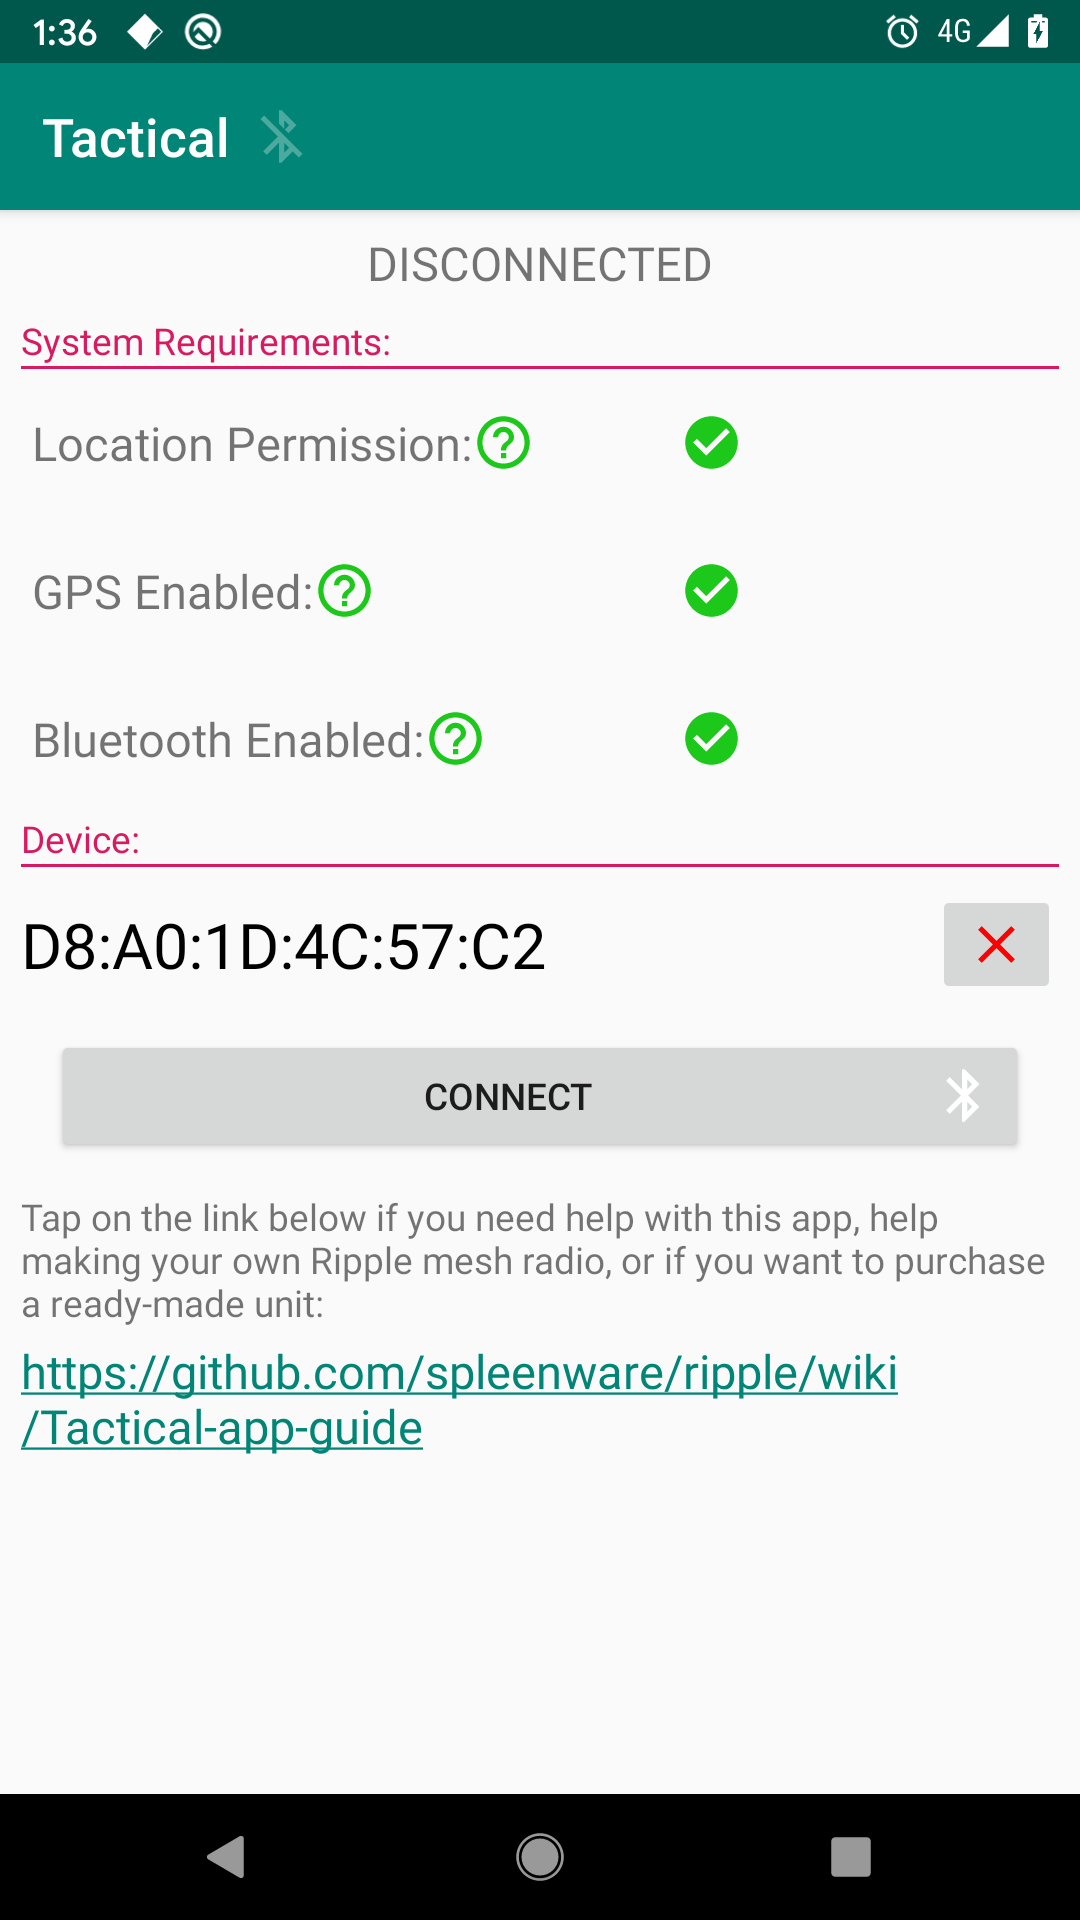 1:36
4G
Tactical
DISCONNECTED
System Requirements:
Location Permission:
GPS Enabled:
Bluetooth Enabled:
Device:
D8:A0:1D:4C:57:C2
CONNECT
Tap on the link below if you need help with this app, help
making your own Ripple mesh radio, or if you want to purchase
a ready-made unit:
https://github.com/spleenware/ripple/wiki
/Tactical-app-guide